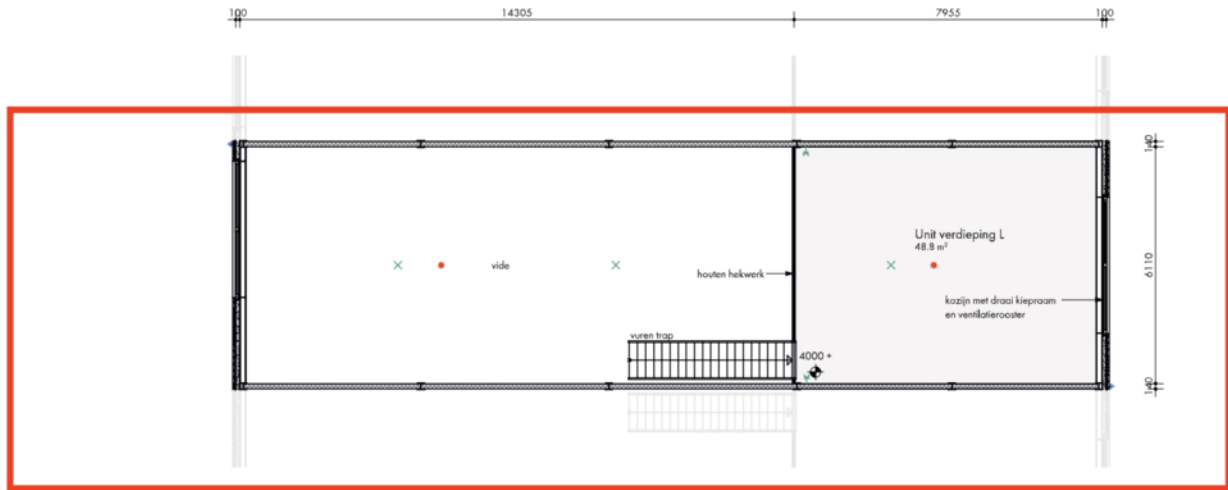 100
14305
7955
100
140
Unit verdieping L
48.8 m²
vide
houten hekwerk
6110
kozijn met draai kiepraam
en ventilatierooster
vuren trap
4000 +
140